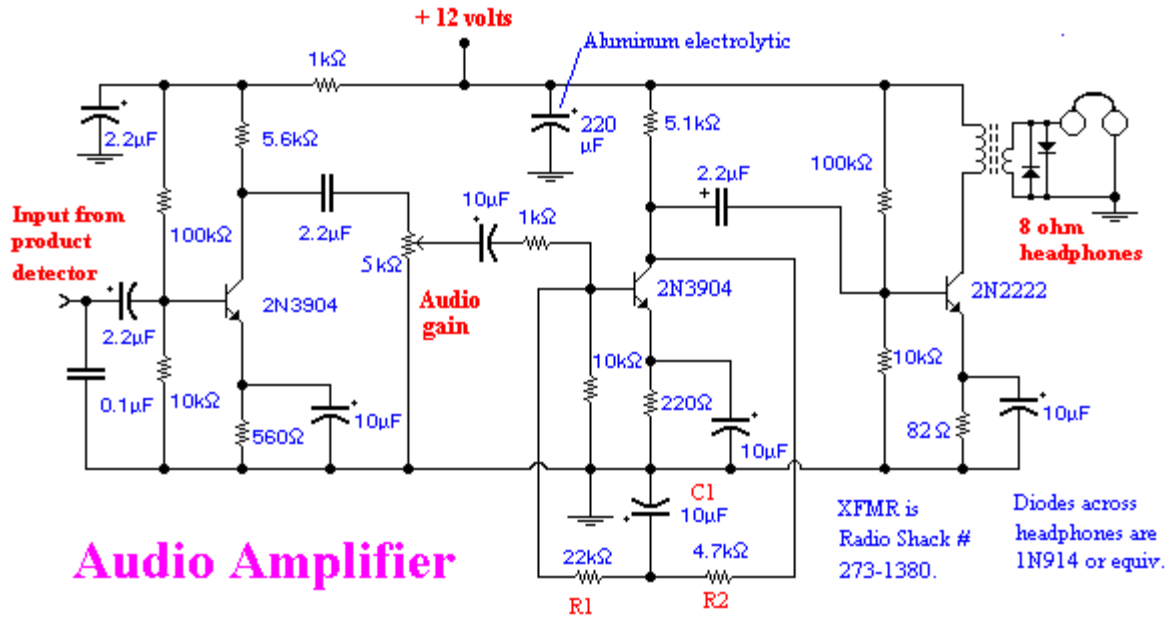 + 12 volts
Aluminum electrolytic
1kΩ
+
2.2µF
5.6kΩ
+
220
µF
5.1kΩ
100kΩ
2.2µF
+
10µF
+
1kΩ
Input from
product
detector
100kΩ
2.2µF
5kΩ
8 ohm
headphones
+
2.2µF
2N3904
Audio
gain
2N3904
2N2222
0.1µF
10kΩ
560Ω
+
10µF
10kΩ
220Ω
+
10µF
10kΩ
82Ω
+
10µF
C1
+
10µF
22kΩ
R1
4.7kΩ
R2
XFMR is
Radio Shack #
273-1380.
Diodes across
headphones are
1N914 or equiv.
Audio Amplifier